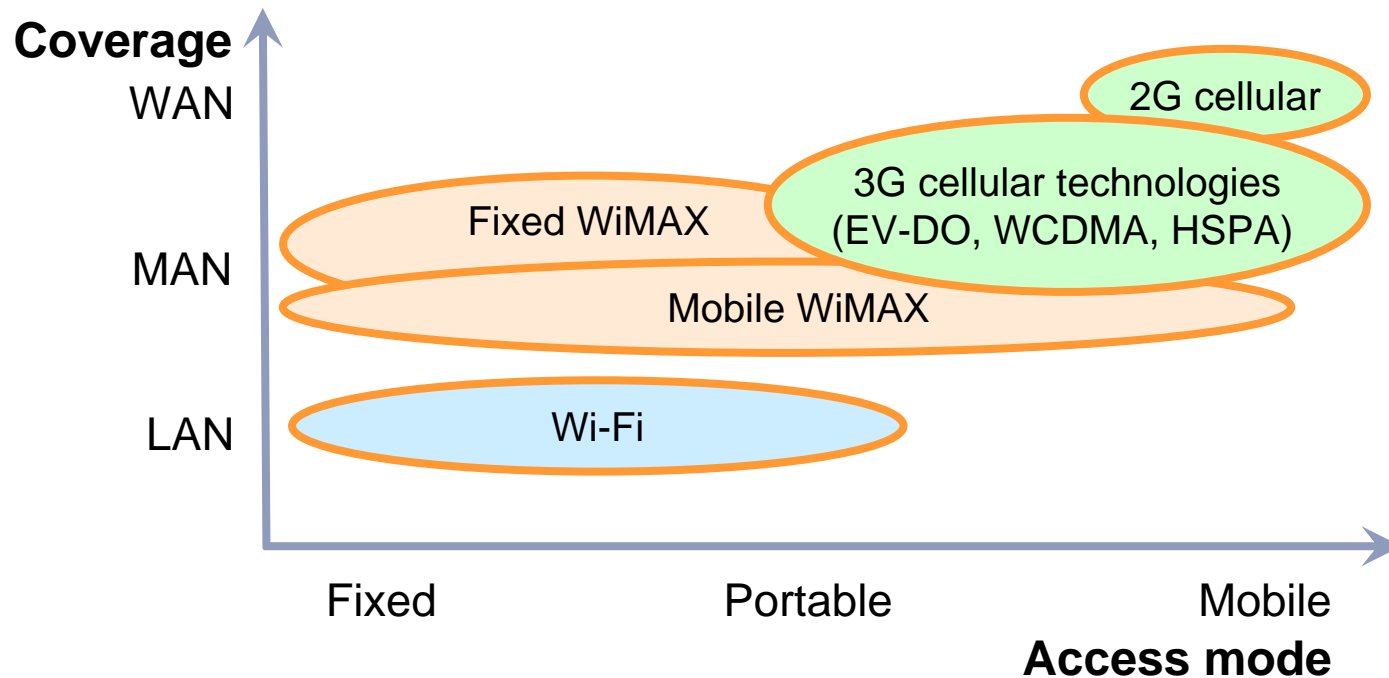 Coverage
WAN
2G cellular
3G cellular technologies
(EV-DO, WCDMA, HSPA)
Fixed WiMAX
MAN
Mobile WiMAX
LAN
Wi-Fi
Fixed
Portable
Mobile
Access mode